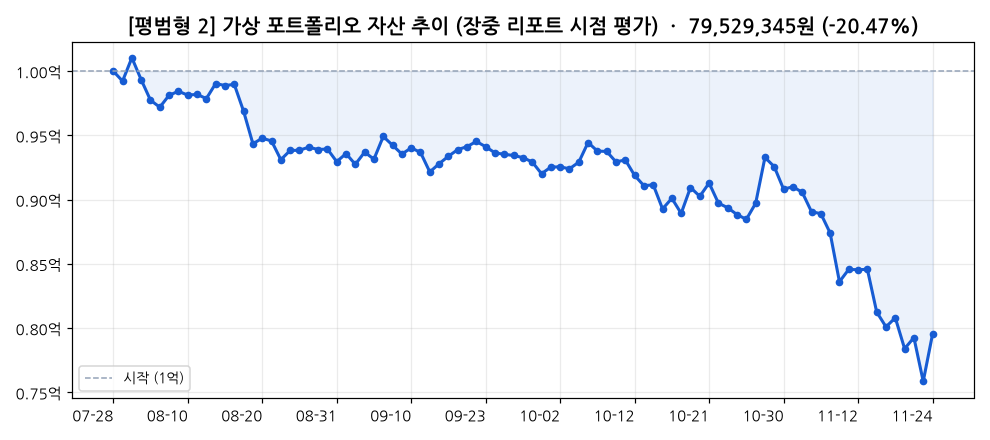 [평범형 2] 가상 포트폴리오 자산 추이 (장중 리포트 시점 평가) · 79,529,345원 (-20.47%)
1.00억
0.95억
0.90억
0.85억
0.80억
0.75억
시작 (1억)
07-28 08-10 08-20 08-31 09-10 09-23 10-02 10-12 10-21 10-30 11-12 11-24